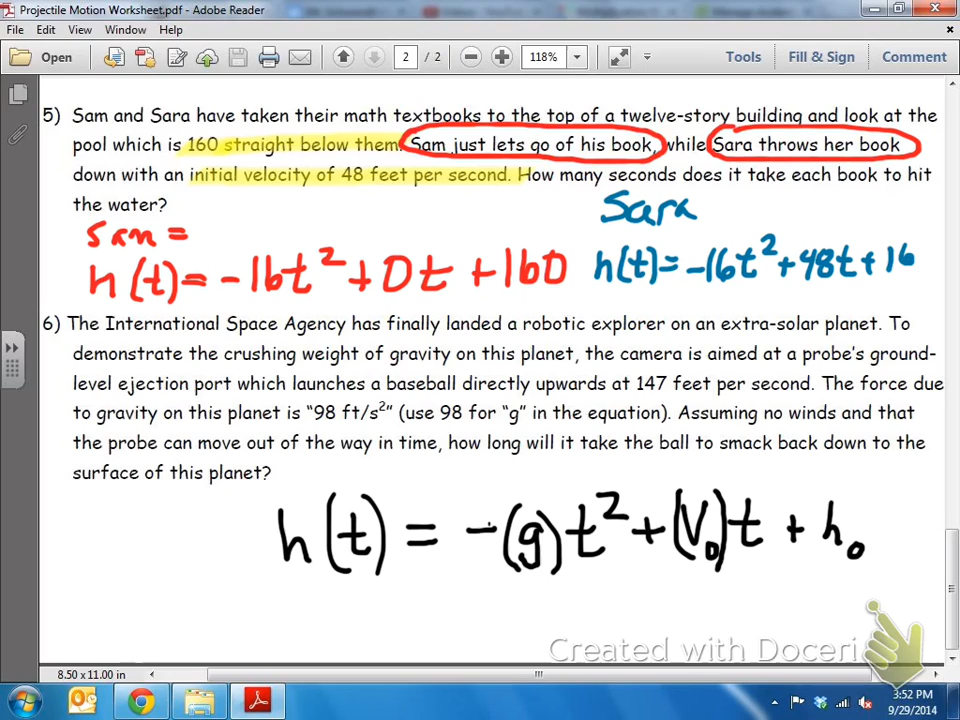 Projectile Motion Worksheet.pdf - Adobe Reader
File Edit View Window Help
Open 2 / 2 118% Tools Fill & Sign Comment
5) Sam and Sara have taken their math textbooks to the top of a twelve-story building and look at the
pool which is 160 straight below them. Sam just lets go of his book, while Sara throws her book
down with an initial velocity of 48 feet per second. How many seconds does it take each book to hit
the water?
Sara
Sam =
h(t) = -16t² + 0t + 160
h(t) = -16t² + 48t + 16
6) The International Space Agency has finally landed a robotic explorer on an extra-solar planet. To
demonstrate the crushing weight of gravity on this planet, the camera is aimed at a probe's ground-
level ejection port which launches a baseball directly upwards at 147 feet per second. The force due
to gravity on this planet is "98 ft/s²" (use 98 for "g" in the equation). Assuming no winds and that
the probe can move out of the way in time, how long will it take the ball to smack back down to the
surface of this planet?
h(t) = -(g)t² + (V₀)t + h₀
Created with Doceri
8.50 x 11.00 in
3:52 PM
9/29/2014